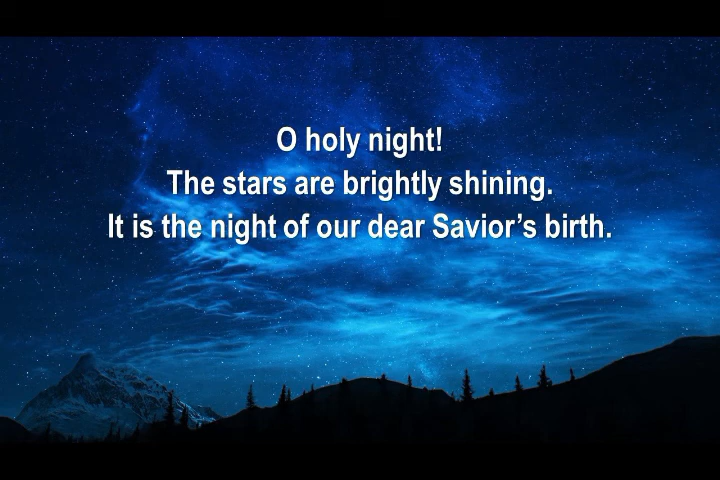 O holy night!
The stars are brightly shining.
It is the night of our dear Savior’s birth.